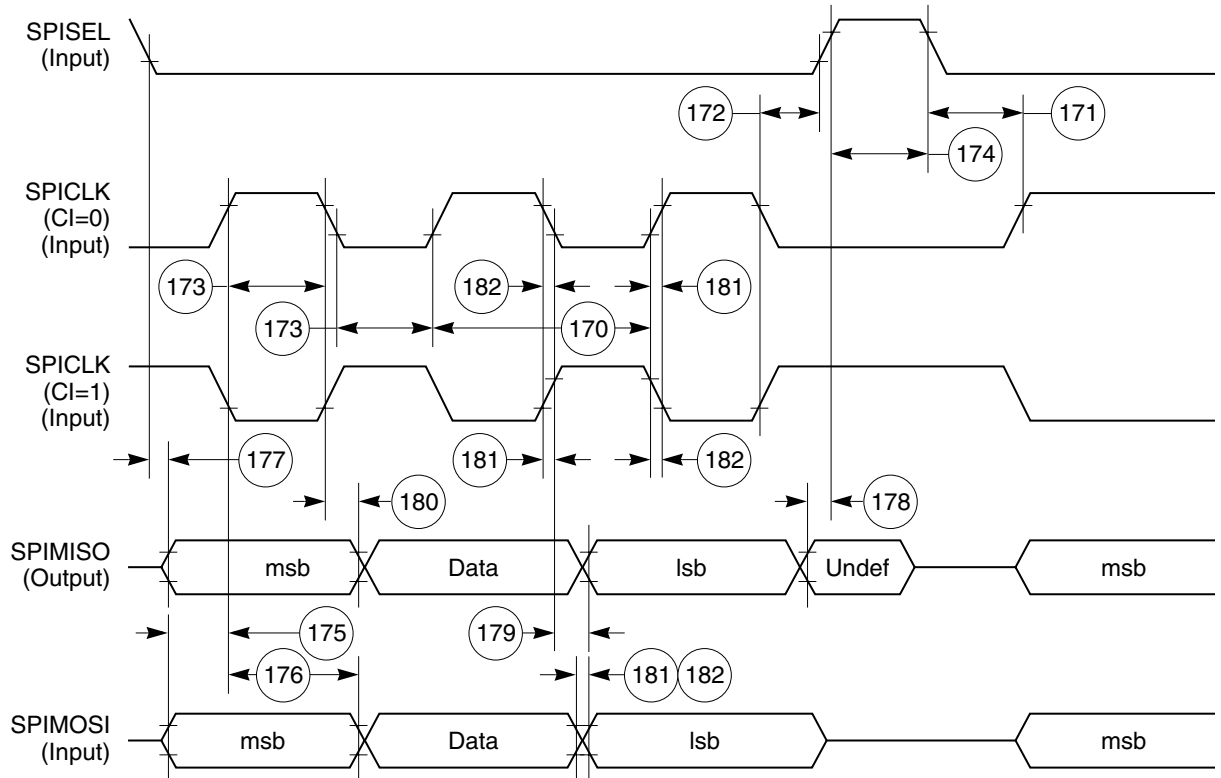 SPISEL
(Input)
172
171
174
SPICLK
(CI=0)
(Input)
173
182
181
173
170
SPICLK
(CI=1)
(Input)
177
181
182
180
178
SPIMISO
(Output)
msb
Data
lsb
Undef
msb
175
179
176
181
182
SPIMOSI
(Input)
msb
Data
lsb
msb